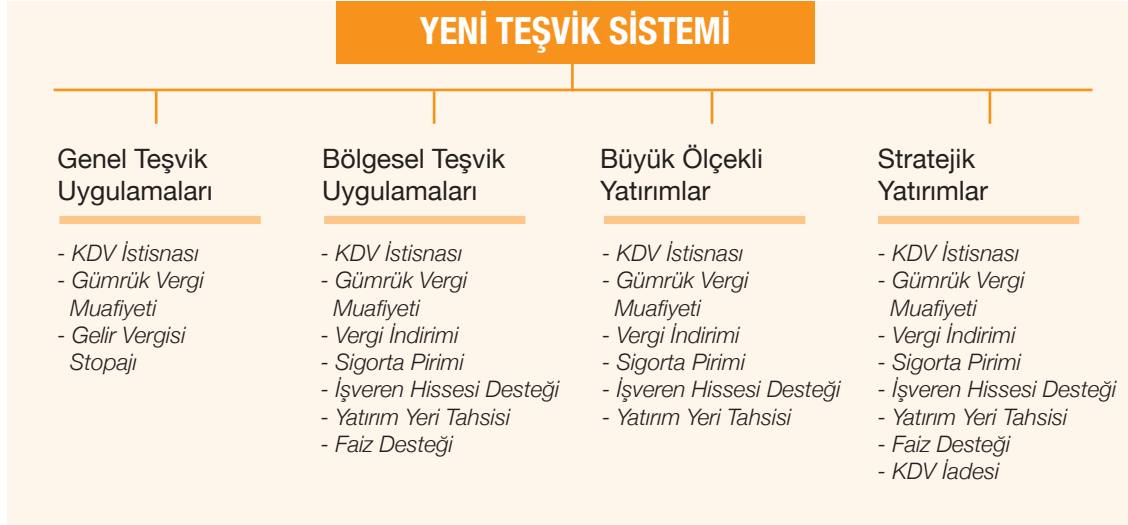 YENİ TEŞVİK SİSTEMİ
Genel Teşvik
Uygulamaları
- KDV İstisnası
- Gümrük Vergi
Muafiyeti
- Gelir Vergisi
Stopajı
Bölgesel Teşvik
Uygulamaları
- KDV İstisnası
- Gümrük Vergi
Muafiyeti
- Vergi İndirimi
- Sigorta Pirimi
- İşveren Hissesi Desteği
- Yatırım Yeri Tahsisi
- Faiz Desteği
Büyük Ölçekli
Yatırımlar
- KDV İstisnası
- Gümrük Vergi
Muafiyeti
- Vergi İndirimi
- Sigorta Pirimi
- İşveren Hissesi Desteği
- Yatırım Yeri Tahsisi
Stratejik
Yatırımlar
- KDV İstisnası
- Gümrük Vergi
Muafiyeti
- Vergi İndirimi
- Sigorta Pirimi
- İşveren Hissesi Desteği
- Yatırım Yeri Tahsisi
- Faiz Desteği
- KDV İadesi